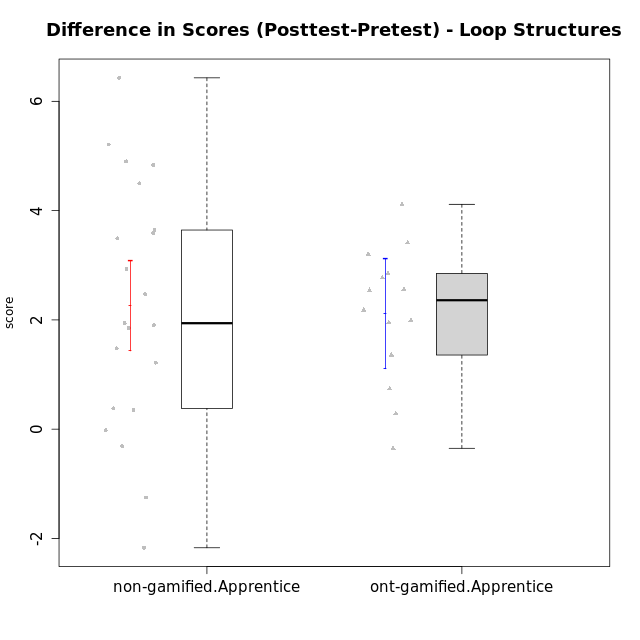 Difference in Scores (Posttest-Pretest) - Loop Structures
6
4
2
0
-2
score
non-gamified.Apprentice
ont-gamified.Apprentice